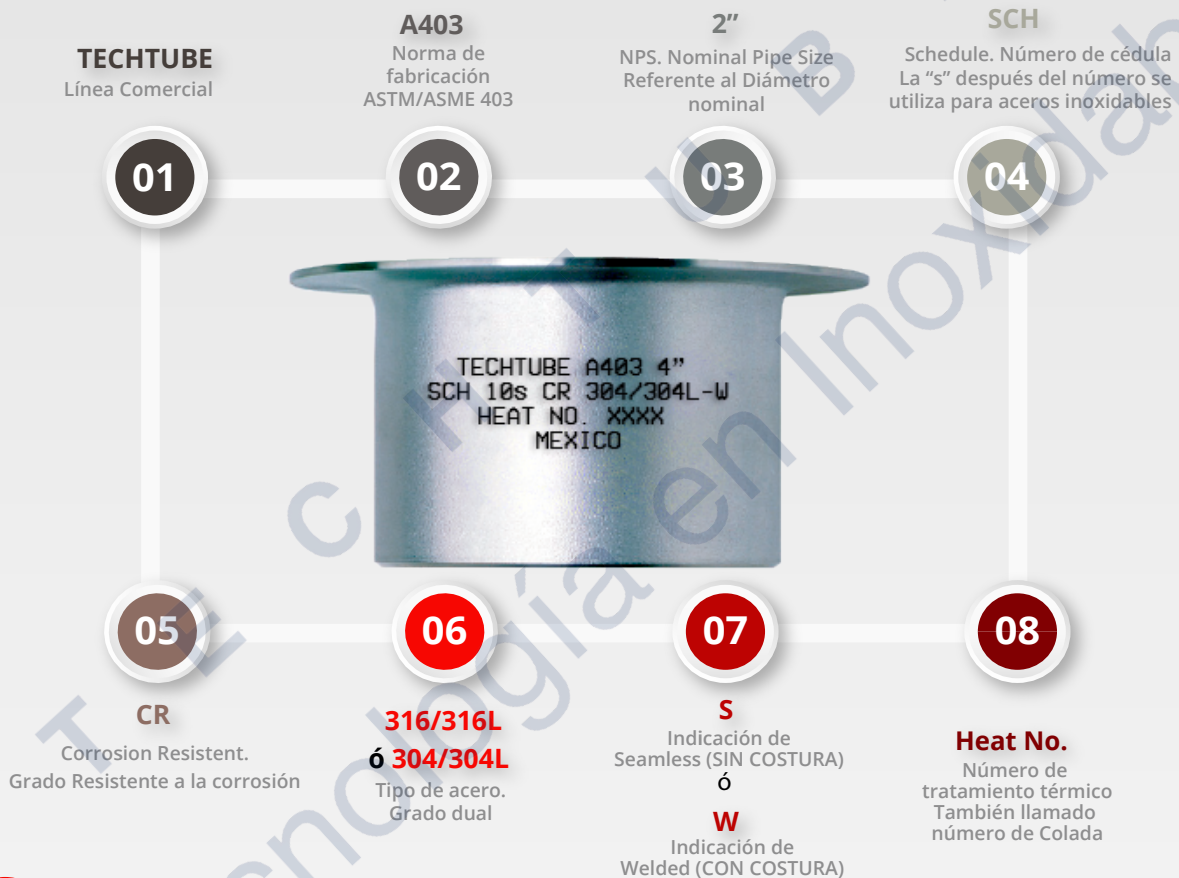 TECHTUBE
Línea Comercial
01
A403
Norma de
fabricación
ASTM/ASME 403
02
2”
NPS. Nominal Pipe Size
Referente al Diámetro
nominal
03
SCH
Schedule. Número de cédula
La “s” después del número se
utiliza para aceros inoxidables
04
TECHTUBE A403 4”
SCH 10s CR 304/304L-W
HEAT NO. XXXX
MEXICO
05
CR
Corrosion Resistent.
Grado Resistente a la corrosión
06
316/316L
ó 304/304L
Tipo de acero.
Grado dual
07
S
Indicación de
Seamless (SIN COSTURA)
ó
W
Indicación de
Welded (CON COSTURA)
08
Heat No.
Número de
tratamiento térmico
También llamado
número de Colada
T E C H T U B